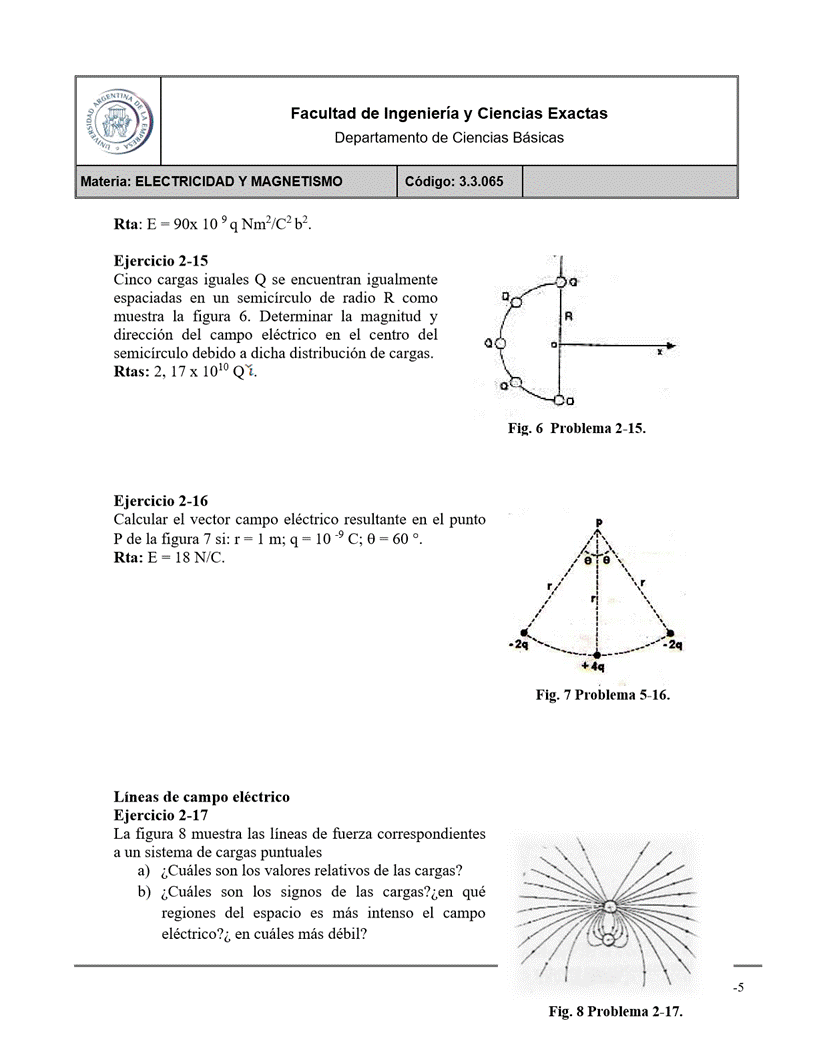 UNIVERSIDAD ARGENTINA DE LA EMPRESA
Facultad de Ingeniería y Ciencias Exactas
Departamento de Ciencias Básicas
Materia: ELECTRICIDAD Y MAGNETISMO
Código: 3.3.065
Rta: E = 90x 10 ⁹ q Nm²/C² b².
Ejercicio 2-15
Cinco cargas iguales Q se encuentran igualmente
espaciadas en un semicírculo de radio R como
muestra la figura 6. Determinar la magnitud y
dirección del campo eléctrico en el centro del
semicírculo debido a dicha distribución de cargas.
Rtas: 2, 17 x 10¹⁰ Q ǐ.
Q
Q
R
Q
o
x
Q
Q
Fig. 6 Problema 2-15.
Ejercicio 2-16
Calcular el vector campo eléctrico resultante en el punto
P de la figura 7 si: r = 1 m; q = 10 ⁻⁹ C; θ = 60 °.
Rta: E = 18 N/C.
P
θ θ
r
r
r
- 2q
- 2q
+ 4q
Fig. 7 Problema 5-16.
Líneas de campo eléctrico
Ejercicio 2-17
La figura 8 muestra las líneas de fuerza correspondientes
a un sistema de cargas puntuales
a) ¿Cuáles son los valores relativos de las cargas?
b) ¿Cuáles son los signos de las cargas?¿en qué
regiones del espacio es más intenso el campo
eléctrico?¿ en cuáles más débil?
-5
Fig. 8 Problema 2-17.